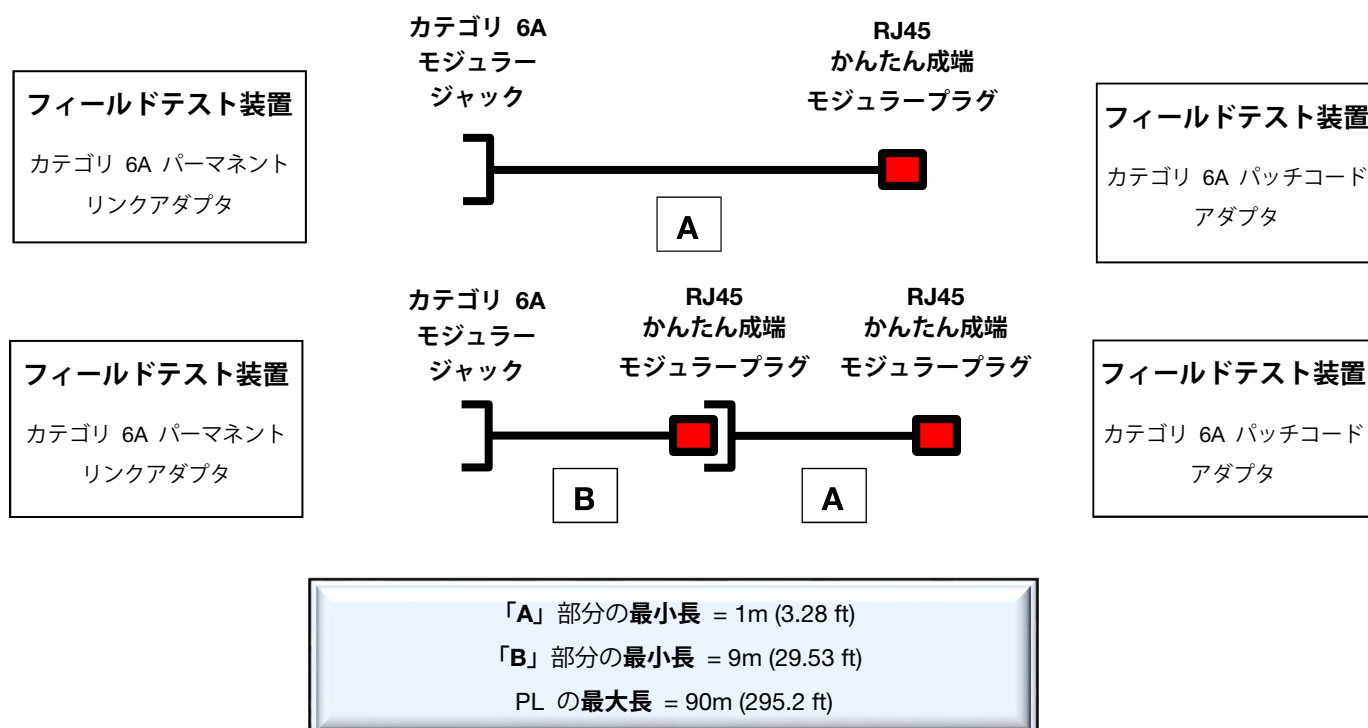 カテゴリ 6A
モジュラー
ジャック
RJ45
かんたん成端
モジュラープラグ
フィールドテスト装置
カテゴリ 6A パーマネント
リンクアダプタ
フィールドテスト装置
カテゴリ 6A パッチコード
アダプタ
A
カテゴリ 6A
モジュラー
ジャック
RJ45
かんたん成端
モジュラープラグ
RJ45
かんたん成端
モジュラープラグ
フィールドテスト装置
カテゴリ 6A パーマネント
リンクアダプタ
フィールドテスト装置
カテゴリ 6A パッチコード
アダプタ
B
A
「A」部分の最小長 = 1m (3.28 ft)
「B」部分の最小長 = 9m (29.53 ft)
PL の最大長 = 90m (295.2 ft)